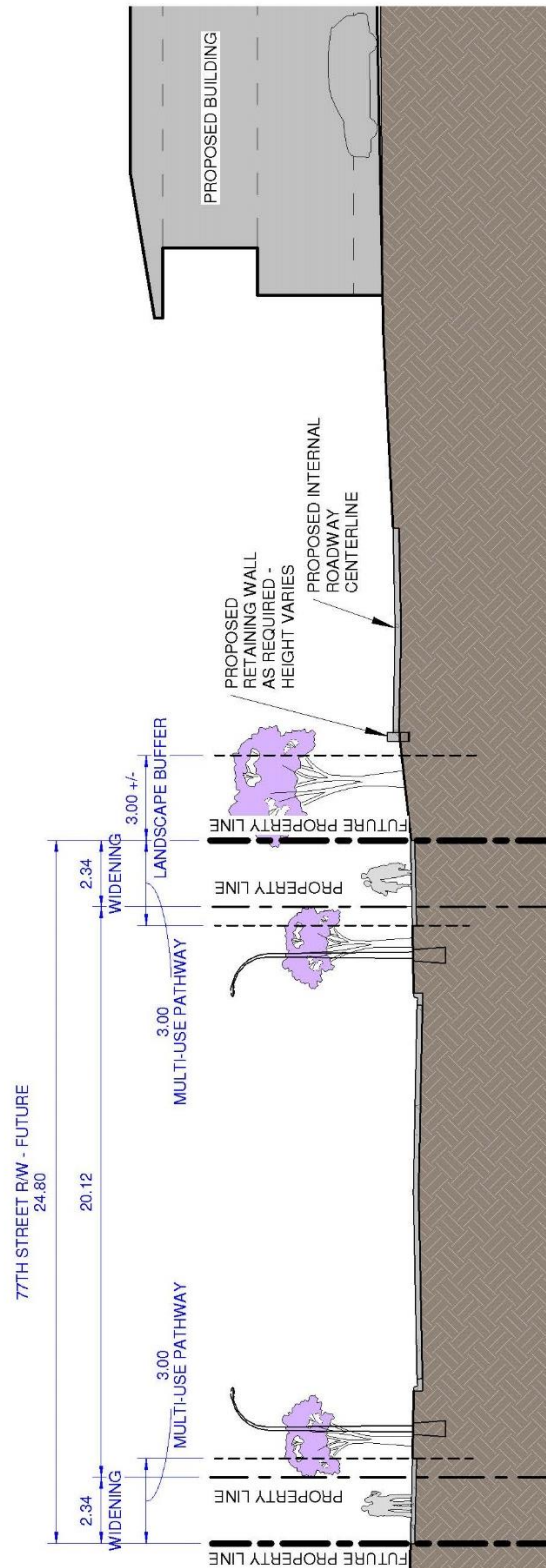 77TH STREET R/W - FUTURE
24.80
20.12
2.34
WIDENING
2.34
WIDENING
3.00
MULTI-USE PATHWAY
3.00
MULTI-USE PATHWAY
3.00 +/-
LANDSCAPE BUFFER
FUTURE PROPERTY LINE
PROPERTY LINE
PROPERTY LINE
FUTURE PROPERTY LINE
PROPOSED
RETAINING WALL
AS REQUIRED -
HEIGHT VARIES
PROPOSED INTERNAL
ROADWAY
CENTERLINE
PROPOSED BUILDING